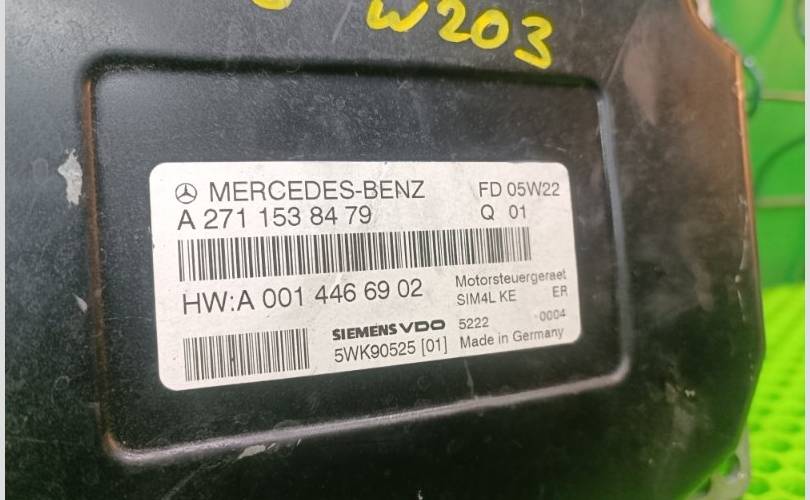 W203
MERCEDES-BENZ FD 05W22
A 271 153 84 79 Q 01
HW:A 001 446 69 02 Motorsteuergeraet
SIM4L KE ER
SIEMENS VDO 5222 0004
5WK90525 [01] Made in Germany